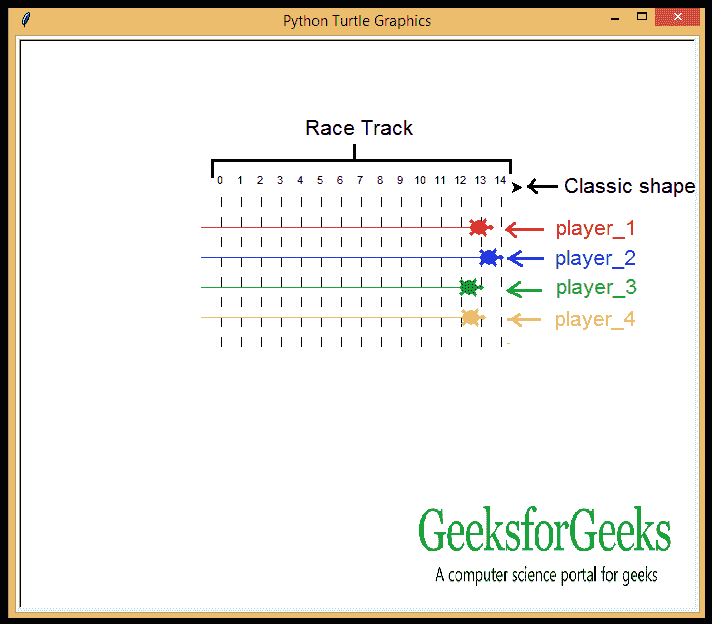 Python Turtle Graphics
Race Track
0 1 2 3 4 5 6 7 8 9 10 11 12 13 14
Classic shape
player_1
player_2
player_3
player_4
GeeksforGeeks
A computer science portal for geeks